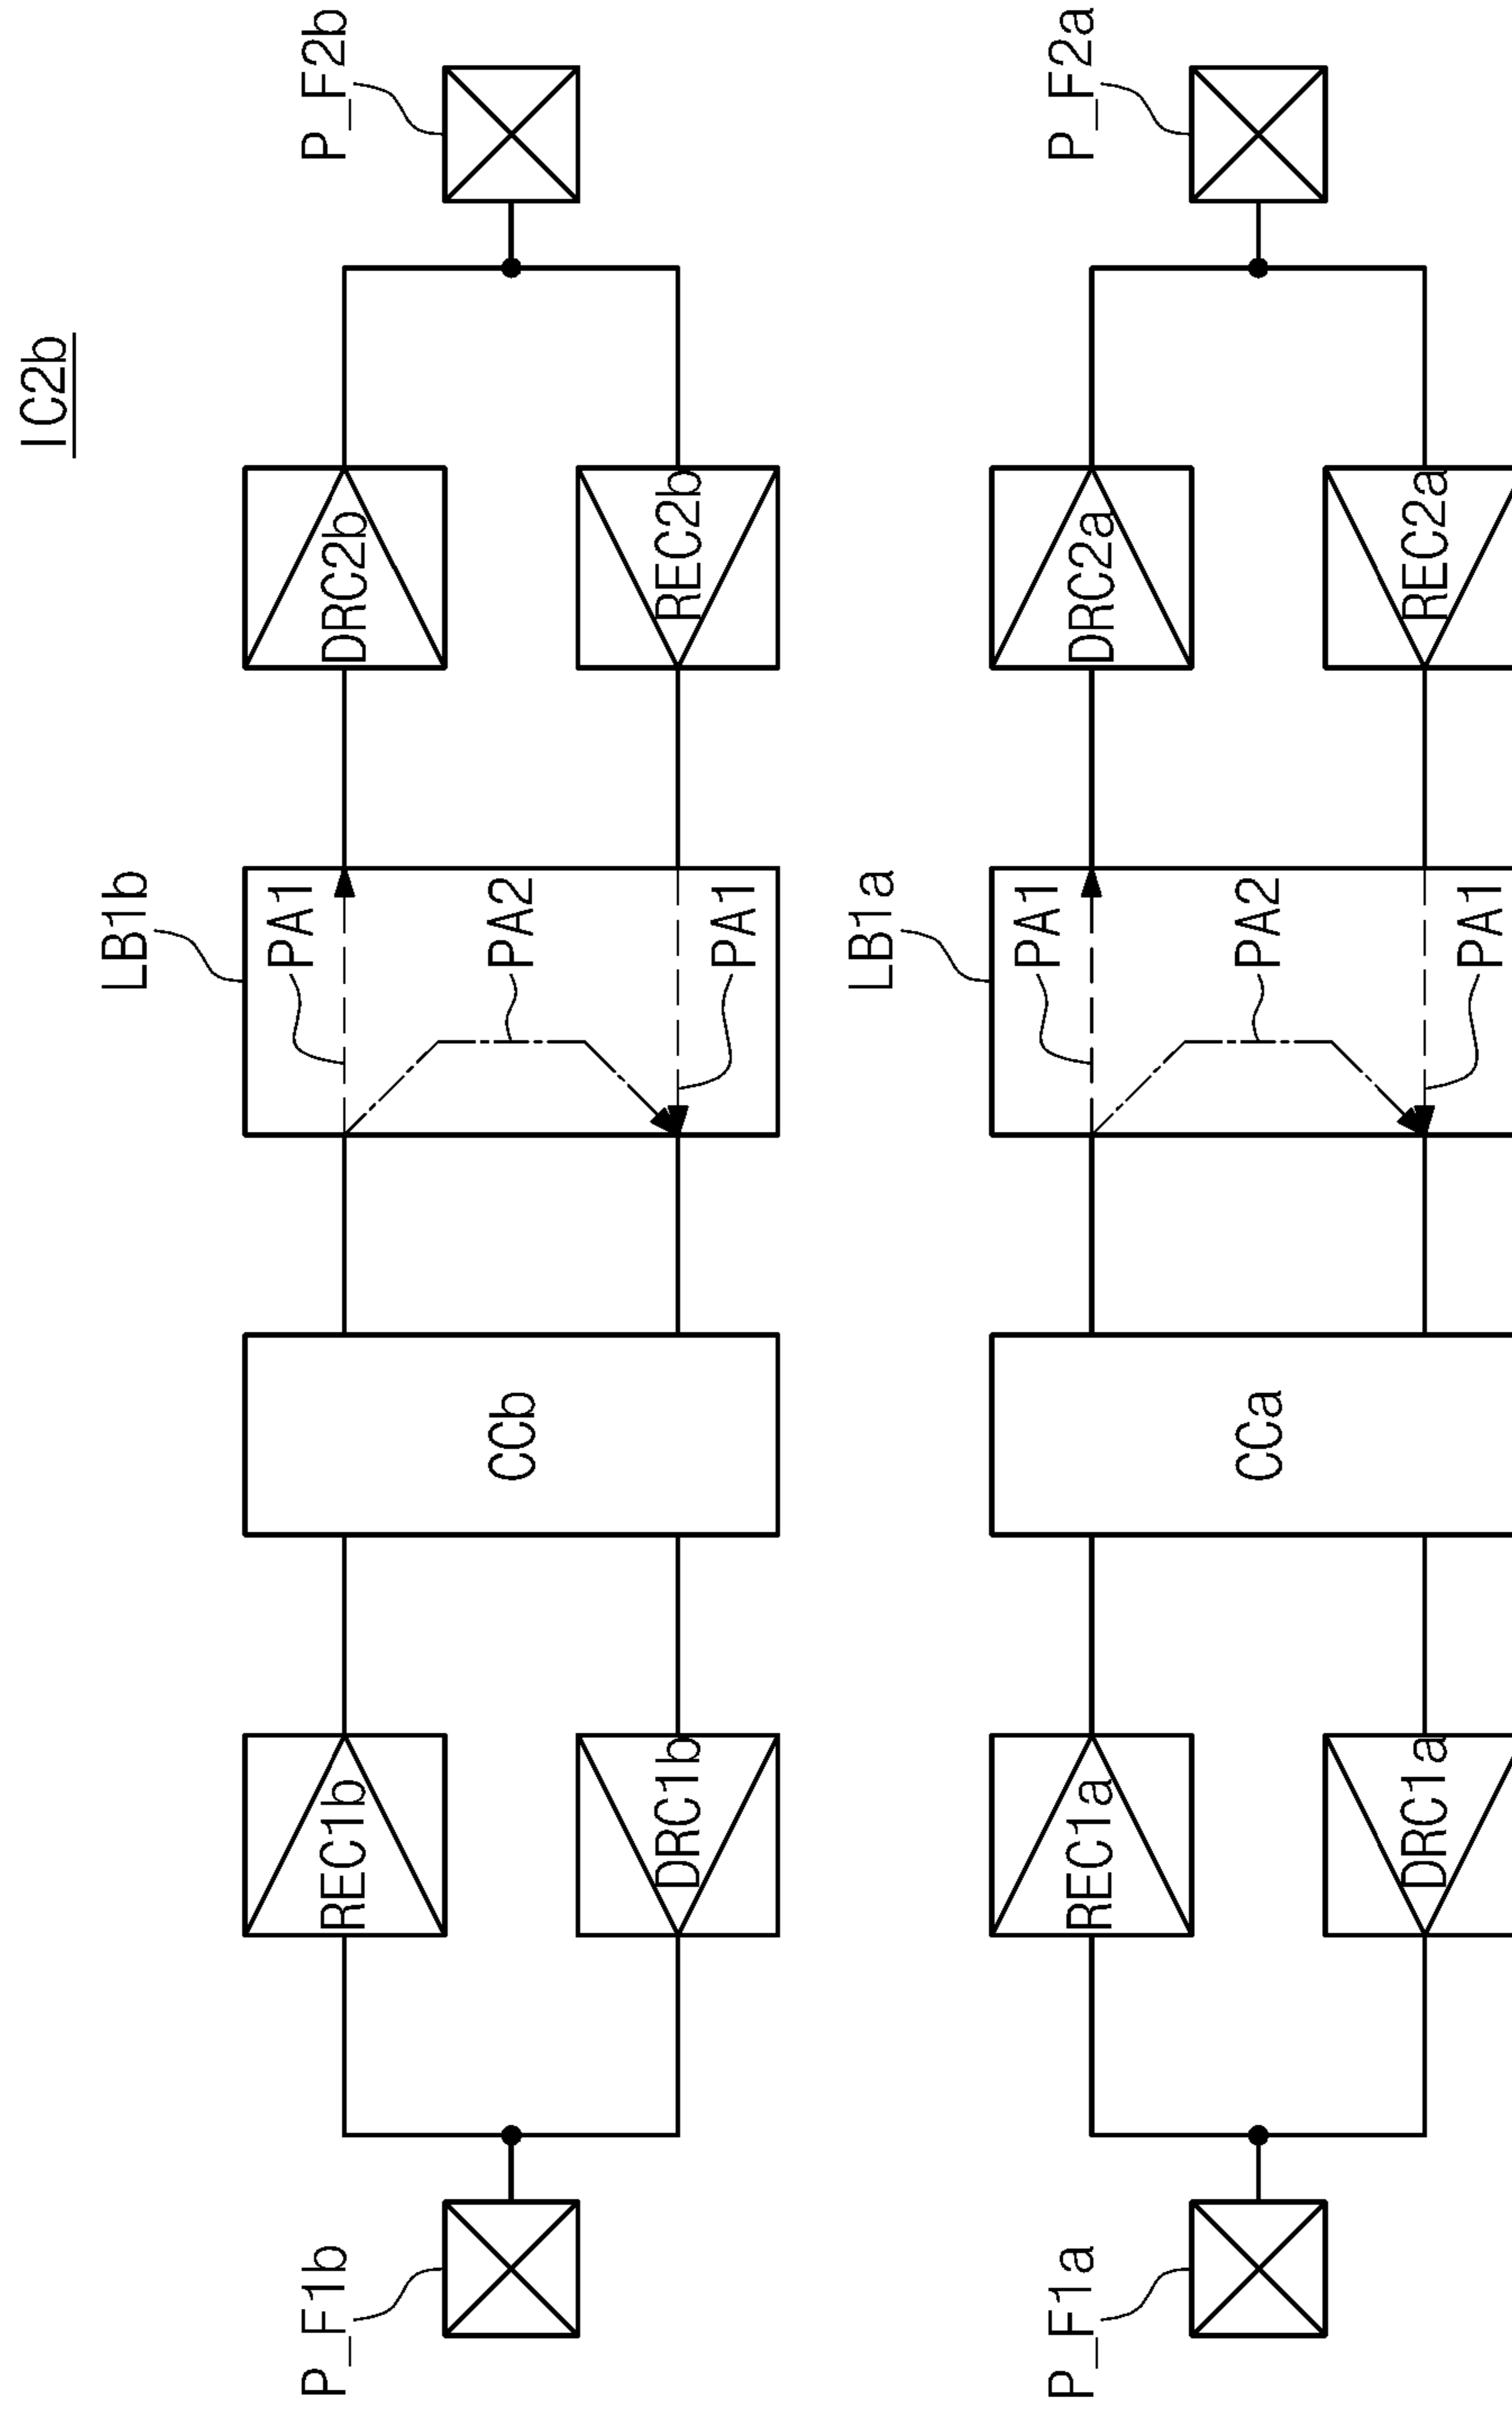 IC2b
LB1b
P_F1b
REC1b
PA1
DRC2b
P_F2b
CCb
PA2
DRC1b
PA1
REC2b
LB1a
P_F1a
REC1a
PA1
DRC2a
P_F2a
CCa
PA2
DRC1a
PA1
REC2a